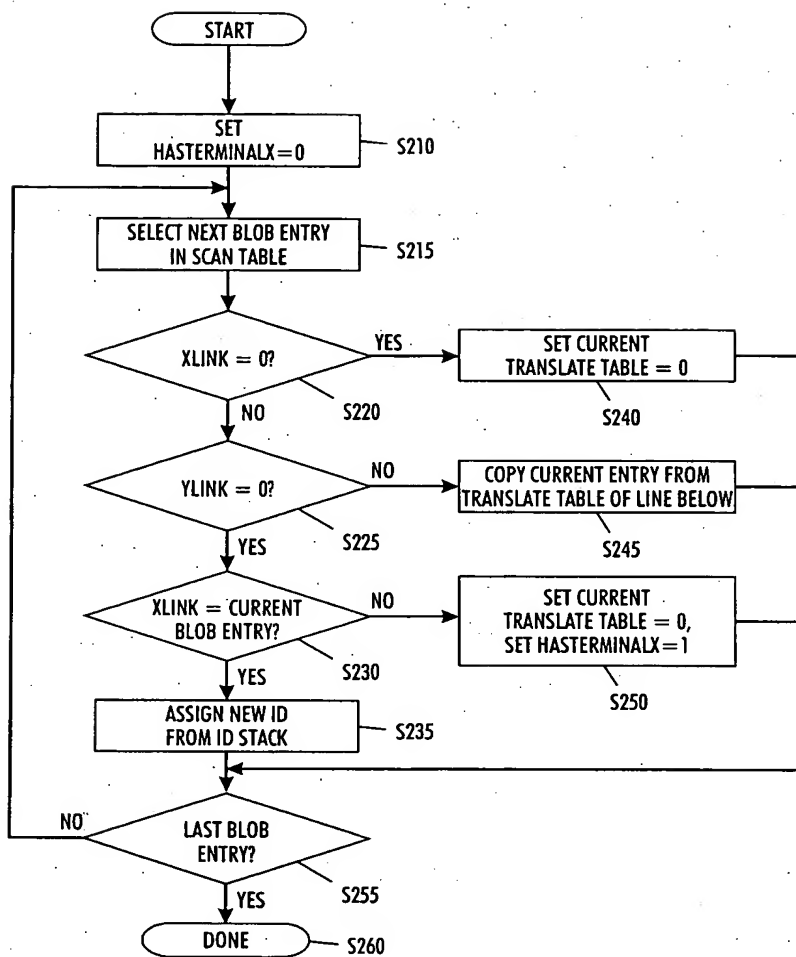 START
SET
HASTERMINALX=0
S210
SELECT NEXT BLOB ENTRY
IN SCAN TABLE
S215
XLINK = 0?
YES
S220
NO
SET CURRENT
TRANSLATE TABLE = 0
S240
YLINK = 0?
NO
S225
YES
COPY CURRENT ENTRY FROM
TRANSLATE TABLE OF LINE BELOW
S245
XLINK = CURRENT
BLOB ENTRY?
NO
S230
YES
SET CURRENT
TRANSLATE TABLE = 0,
SET HASTERMINALX=1
S250
ASSIGN NEW ID
FROM ID STACK
S235
NO
LAST BLOB
ENTRY?
S255
YES
DONE
S260